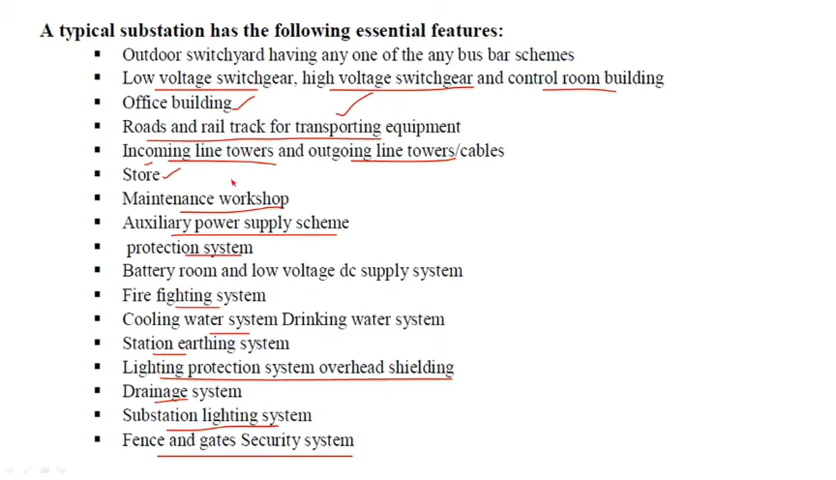 A typical substation has the following essential features:
▪ Outdoor switchyard having any one of the any bus bar schemes
▪ Low voltage switchgear, high voltage switchgear and control room building
▪ Office building
▪ Roads and rail track for transporting equipment
▪ Incoming line towers and outgoing line towers/cables
▪ Store
▪ Maintenance workshop
▪ Auxiliary power supply scheme
▪ protection system
▪ Battery room and low voltage dc supply system
▪ Fire fighting system
▪ Cooling water system Drinking water system
▪ Station earthing system
▪ Lighting protection system overhead shielding
▪ Drainage system
▪ Substation lighting system
▪ Fence and gates Security system